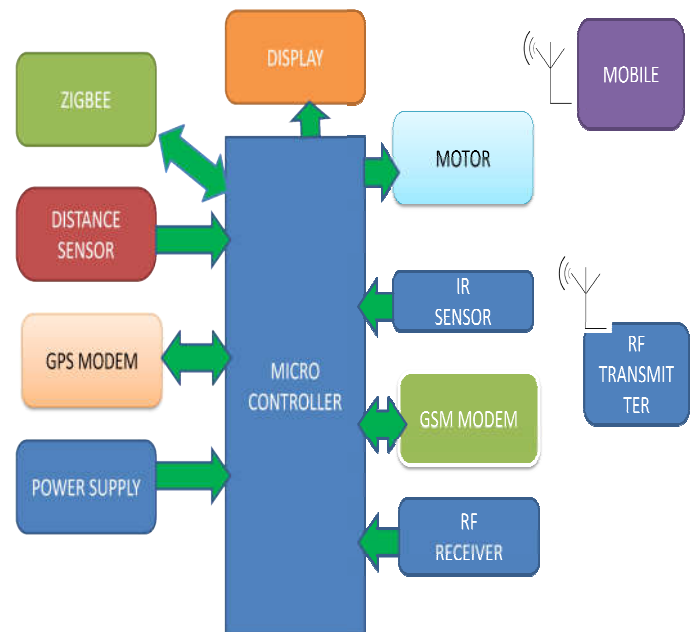 DISPLAY
MOBILE
ZIGBEE
MOTOR
DISTANCE
SENSOR
IR
SENSOR
GPS MODEM
MICRO
CONTROLLER
RF
TRANSMIT
TER
GSM MODEM
POWER SUPPLY
RF
RECEIVER